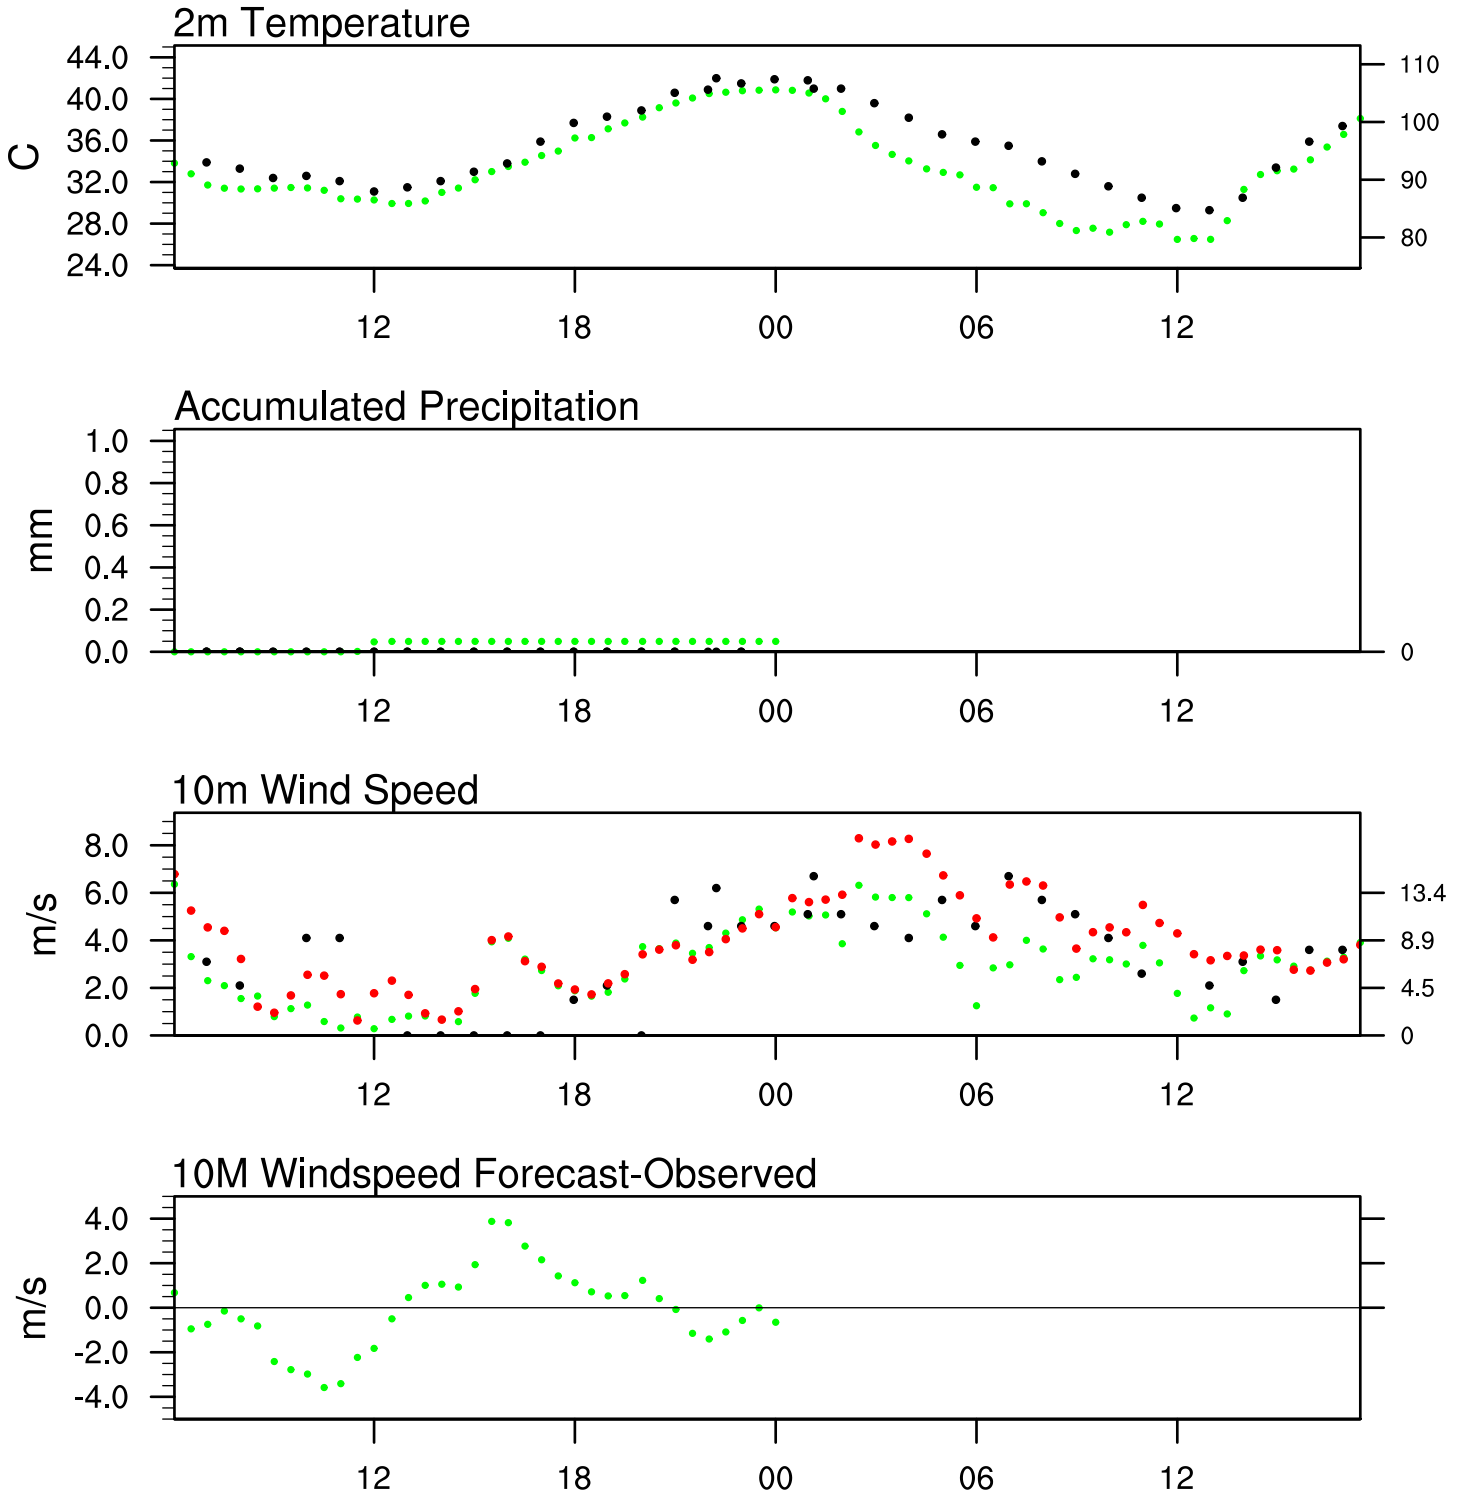 2m Temperature
44.0
40.0
36.0
32.0
28.0
24.0
C
110
100
90
80
12 18 00 06 12
Accumulated Precipitation
1.0
0.8
0.6
0.4
0.2
0.0
mm
0
12 18 00 06 12
10m Wind Speed
8.0
6.0
4.0
2.0
0.0
m/s
13.4
8.9
4.5
0
12 18 00 06 12
10M Windspeed Forecast-Observed
4.0
2.0
0.0
-2.0
-4.0
m/s
12 18 00 06 12